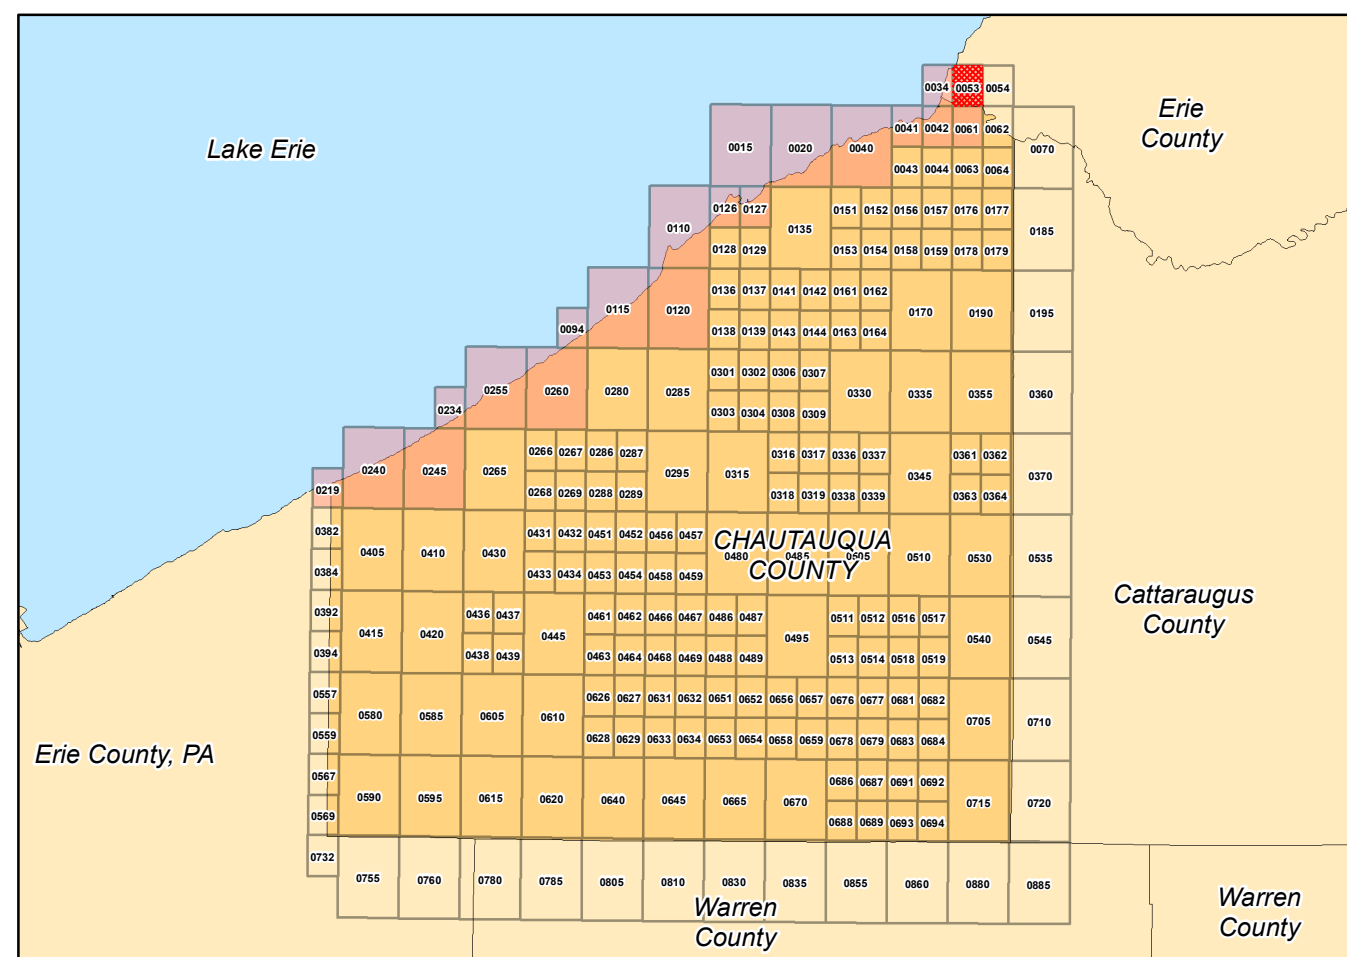 0034 0053 0054
Erie
County
Lake Erie
0015 0020 0040 0041 0042 0061 0062 0070
0043 0044 0063 0064
0110 0126 0127 0135 0151 0152 0156 0157 0176 0177 0185
0128 0129 0153 0154 0158 0159 0178 0179
0094 0115 0120 0136 0137 0141 0142 0161 0162 0170 0190 0195
0138 0139 0143 0144 0163 0164
0234 0255 0260 0280 0285 0301 0302 0306 0307 0330 0335 0355 0360
0303 0304 0308 0309
0219 0240 0245 0265 0266 0267 0286 0287 0295 0315 0316 0317 0336 0337 0345 0361 0362 0370
0268 0269 0288 0289 0318 0319 0338 0339 0363 0364
0382 0405 0410 0430 0431 0432 0451 0452 0456 0457 0480 0485 0505 0510 0530 0535
CHAUTAUQUA
COUNTY
0384 0433 0434 0453 0454 0458 0459
Cattaraugus
County
0392 0415 0420 0436 0437 0445 0461 0462 0466 0467 0486 0487 0495 0511 0512 0516 0517 0540 0545
0394 0438 0439 0463 0464 0468 0469 0488 0489 0513 0514 0518 0519
0557 0580 0585 0605 0610 0626 0627 0631 0632 0651 0652 0656 0657 0676 0677 0681 0682 0705 0710
0559 0628 0629 0633 0634 0653 0654 0658 0659 0678 0679 0683 0684
Erie County, PA
0567 0590 0595 0615 0620 0640 0645 0665 0670 0686 0687 0691 0692 0715 0720
0569 0688 0689 0693 0694
0732 0755 0760 0780 0785 0805 0810 0830 0835 0855 0860 0880 0885
Warren
County
Warren
County